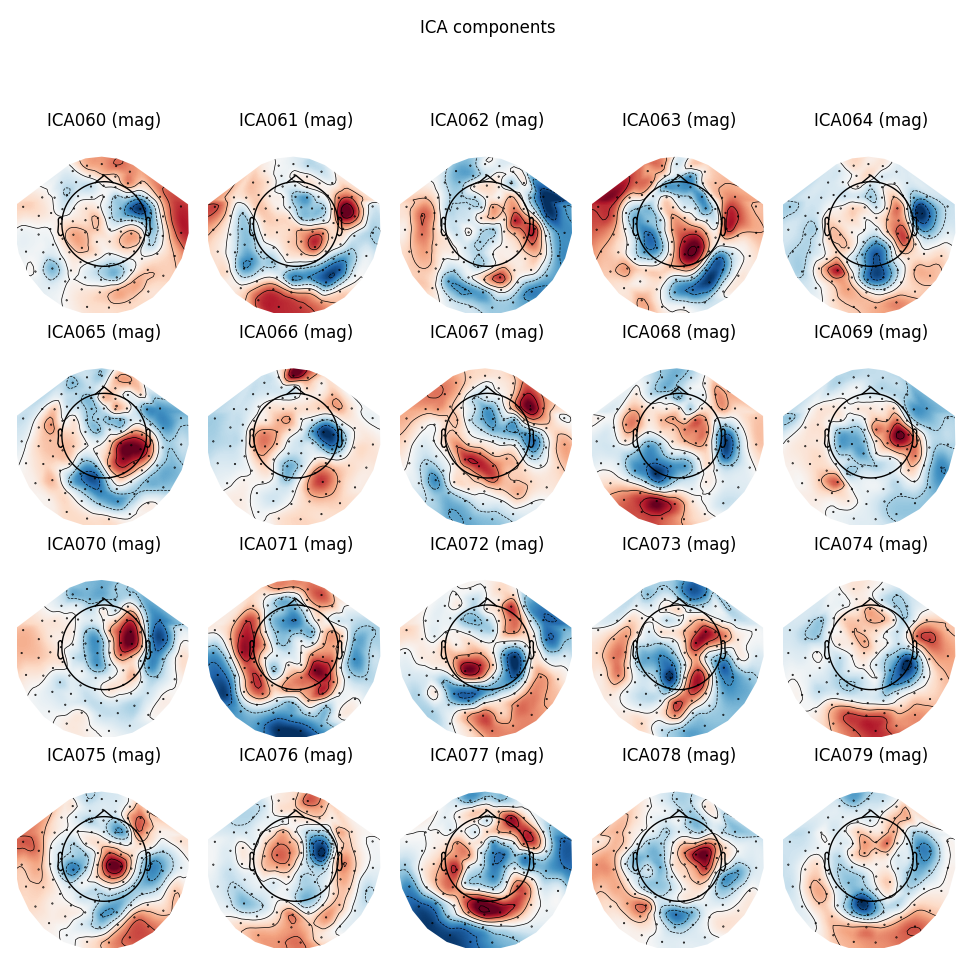 ICA components
ICA060 (mag) ICA061 (mag) ICA062 (mag) ICA063 (mag) ICA064 (mag)
ICA065 (mag) ICA066 (mag) ICA067 (mag) ICA068 (mag) ICA069 (mag)
ICA070 (mag) ICA071 (mag) ICA072 (mag) ICA073 (mag) ICA074 (mag)
ICA075 (mag) ICA076 (mag) ICA077 (mag) ICA078 (mag) ICA079 (mag)